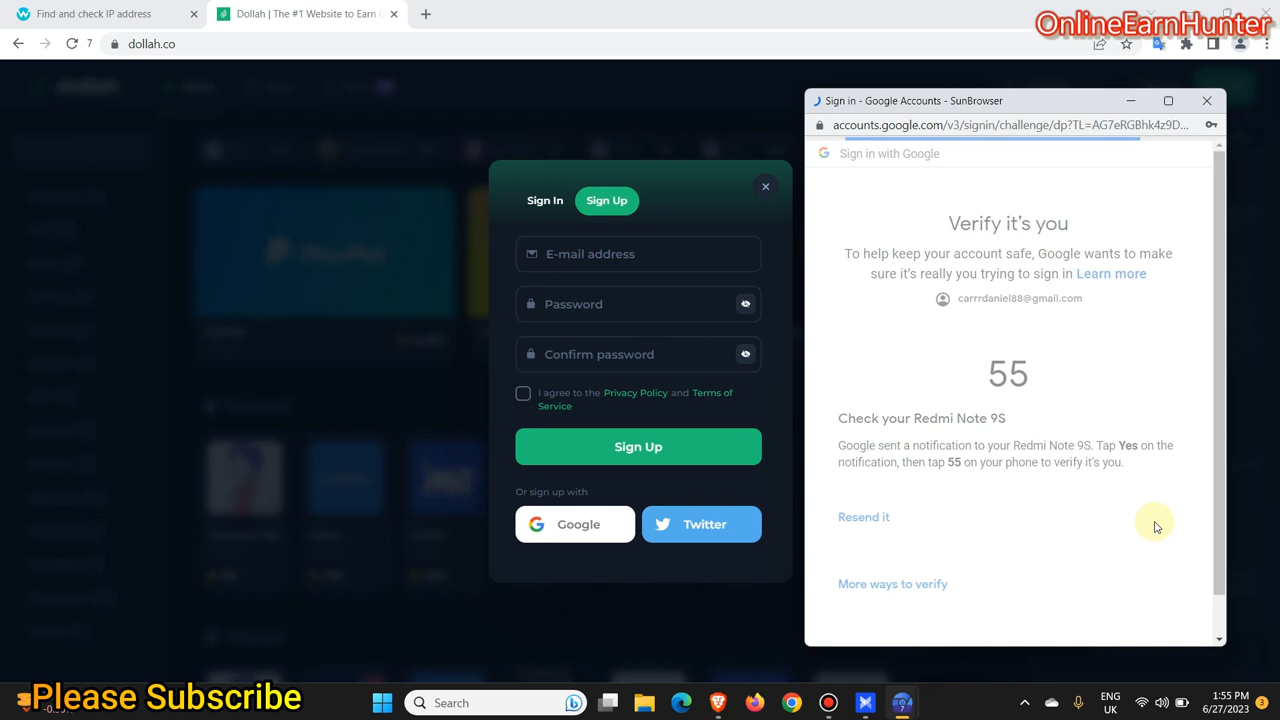 Find and check IP address
Dollah | The #1 Website to Earn
OnlineEarnHunter
7
dollah.co
Sign in - Google Accounts - SunBrowser
accounts.google.com/v3/signin/challenge/dp?TL=AG7eRGBhk4z9D...
Sign in with Google
Sign In
Sign Up
E-mail address
Password
Confirm password
I agree to the Privacy Policy and Terms of
Service
Sign Up
Or sign up with
Google
Twitter
Verify it's you
To help keep your account safe, Google wants to make
sure it's really you trying to sign in Learn more
carrrdaniel88@gmail.com
55
Check your Redmi Note 9S
Google sent a notification to your Redmi Note 9S. Tap Yes on the
notification, then tap 55 on your phone to verify it's you.
Resend it
More ways to verify
Please Subscribe
Search
7
ENG
UK
1:55 PM
6/27/2023
3